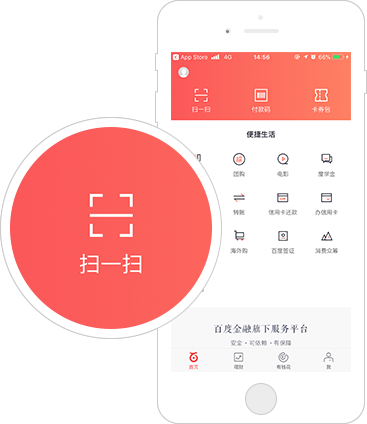 App Store 4G 14:56 66%
扫一扫 付款码 卡券包
便捷生活
团购 电影 度学金
转账 信用卡还款 办信用卡
海外购 百度签证 消费众筹
扫一扫
百度金融旗下服务平台
安全·可依赖·有保障
首页 理财 有钱花 我